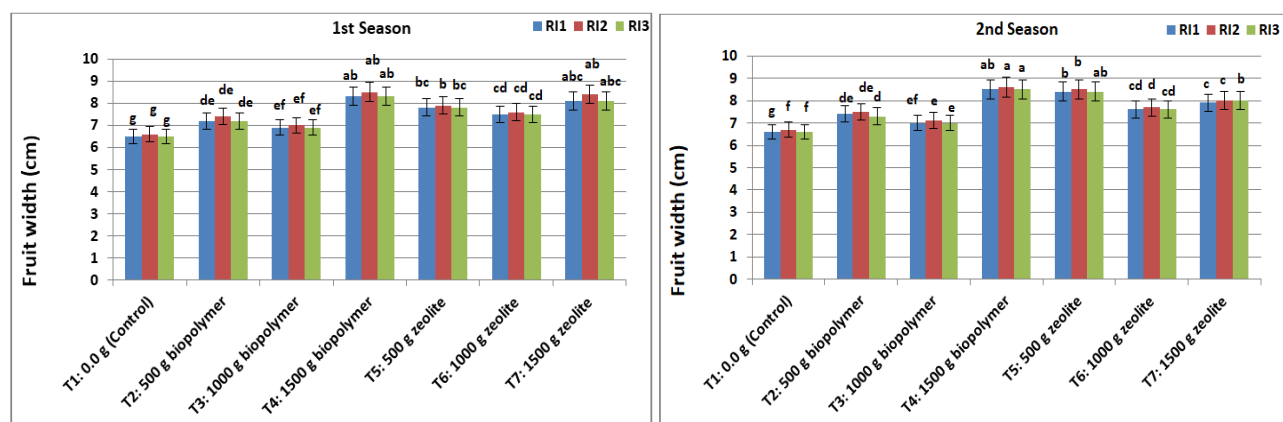 1st Season
RI1 RI2 RI3
Fruit width (cm)
10
9
8
7
6
5
4
3
2
1
0
g g g
de de de
ef ef ef
ab ab ab
bc b bc
cd cd cd
abc ab abc
T1: 0.0 g (Control)
T2: 500 g biopolymer
T3: 1000 g biopolymer
T4: 1500 g biopolymer
T5: 500 g zeolite
T6: 1000 g zeolite
T7: 1500 g zeolite
2nd Season
RI1 RI2 RI3
Fruit width (cm)
10
9
8
7
6
5
4
3
2
1
0
g f f
de de d
ef e e
ab a a
b b ab
cd d cd
c c b
T1: 0.0 g (Control)
T2: 500 g biopolymer
T3: 1000 g biopolymer
T4: 1500 g biopolymer
T5: 500 g zeolite
T6: 1000 g zeolite
T7: 1500 g zeolite